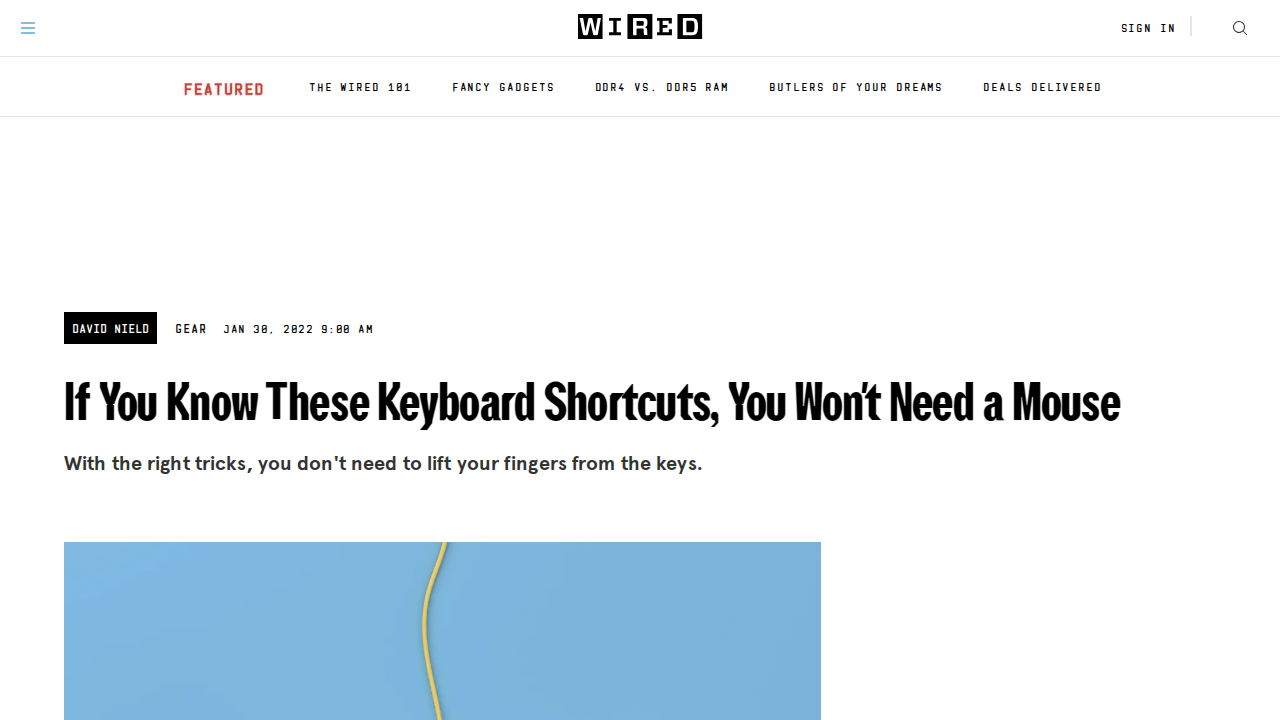 WIRED
SIGN IN
FEATURED THE WIRED 101 FANCY GADGETS DDR4 VS. DDR5 RAM BUTLERS OF YOUR DREAMS DEALS DELIVERED
DAVID NIELD GEAR JAN 30, 2022 9:00 AM
If You Know These Keyboard Shortcuts, You Won't Need a Mouse
With the right tricks, you don't need to lift your fingers from the keys.